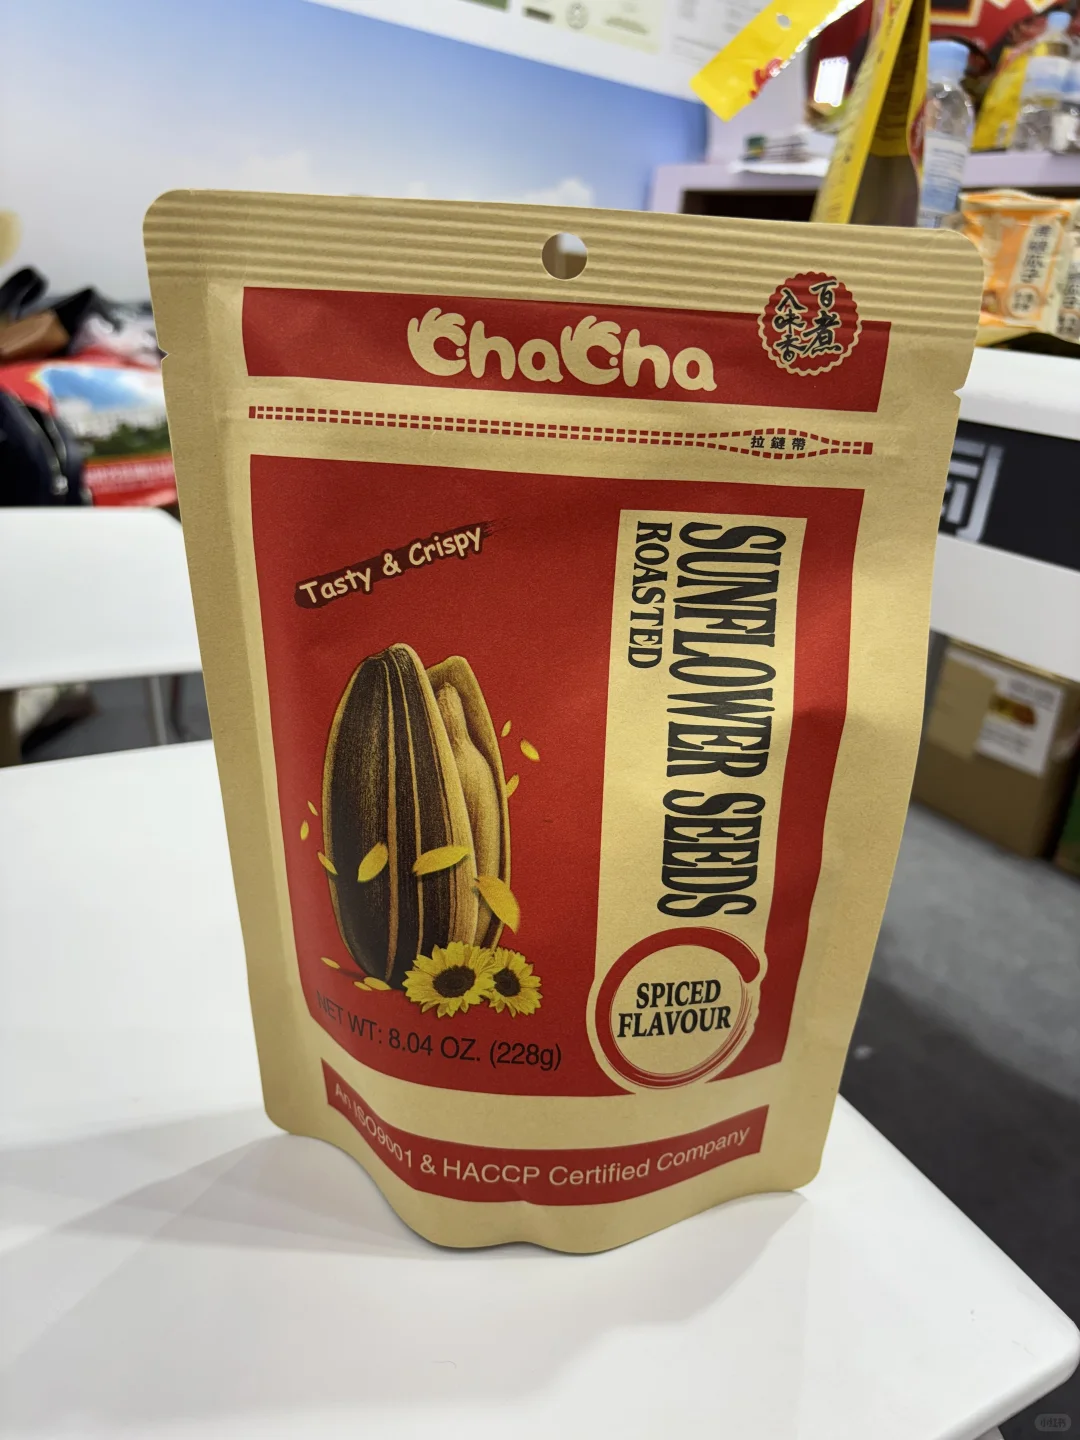 ChaCha
百煮
入味香
拉鏈帶
Tasty & Crispy
SUNFLOWER SEEDS
ROASTED
SPICED
FLAVOUR
NET WT: 8.04 OZ. (228g)
An ISO9001 & HACCP Certified Company